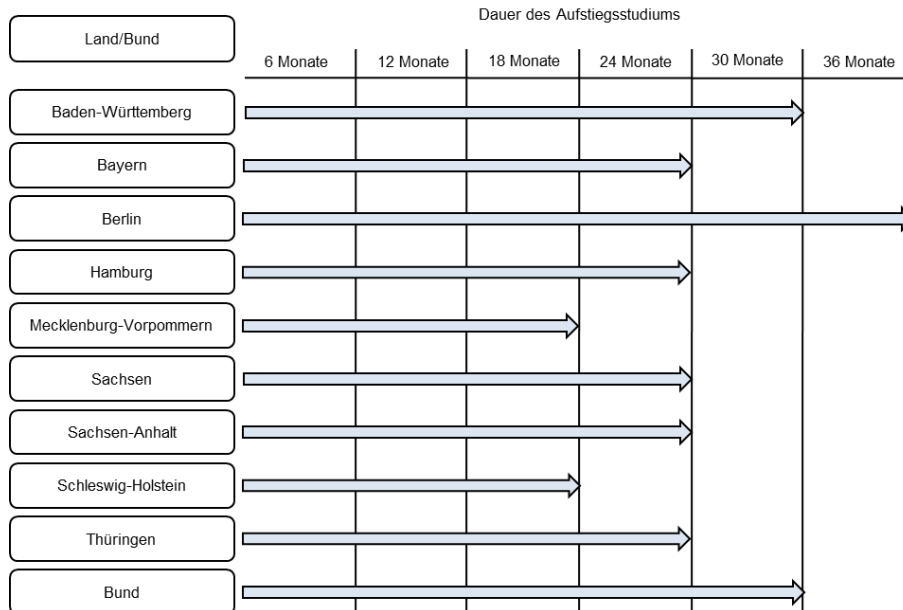 Dauer des Aufstiegsstudiums
Land/Bund
6 Monate 12 Monate 18 Monate 24 Monate 30 Monate 36 Monate
Baden-Württemberg
Bayern
Berlin
Hamburg
Mecklenburg-Vorpommern
Sachsen
Sachsen-Anhalt
Schleswig-Holstein
Thüringen
Bund